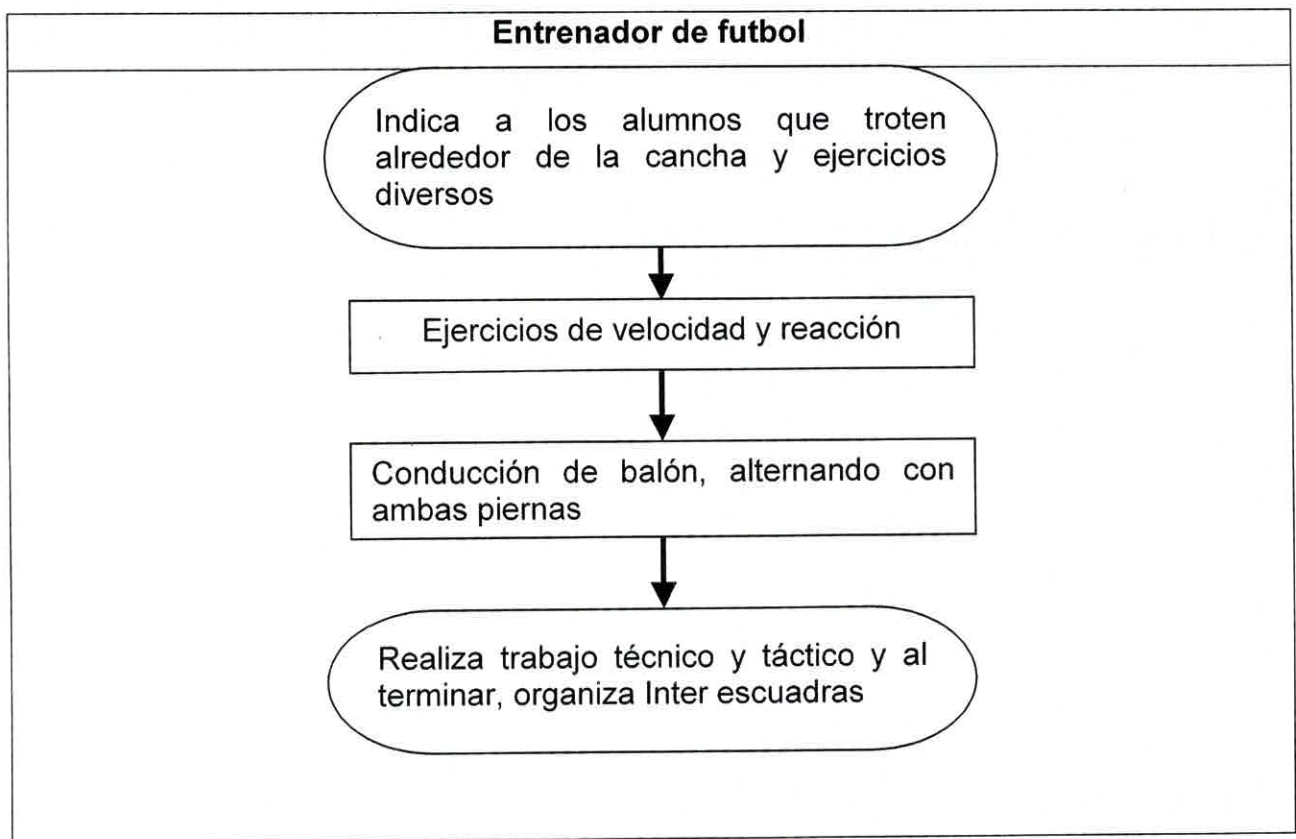 Entrenador de futbol
Indica a los alumnos que troten
alrededor de la cancha y ejercicios
diversos
Ejercicios de velocidad y reacción
Conducción de balón, alternando con
ambas piernas
Realiza trabajo técnico y táctico y al
terminar, organiza Inter escuadras